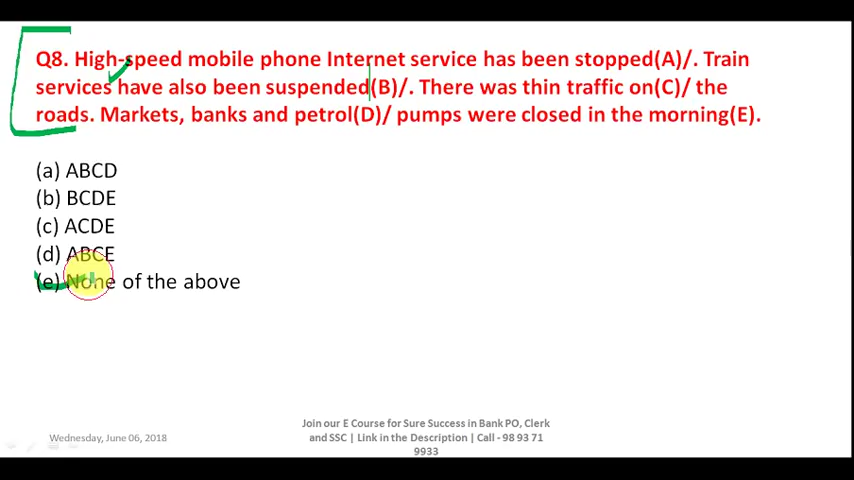 Q8. High-speed mobile phone Internet service has been stopped(A)/. Train
services have also been suspended(B)/. There was thin traffic on(C)/ the
roads. Markets, banks and petrol(D)/ pumps were closed in the morning(E).
(a) ABCD
(b) BCDE
(c) ACDE
(d) ABCE
(e) None of the above
Wednesday, June 06, 2018
Join our E Course for Sure Success in Bank PO, Clerk
and SSC | Link in the Description | Call - 98 93 71
9933